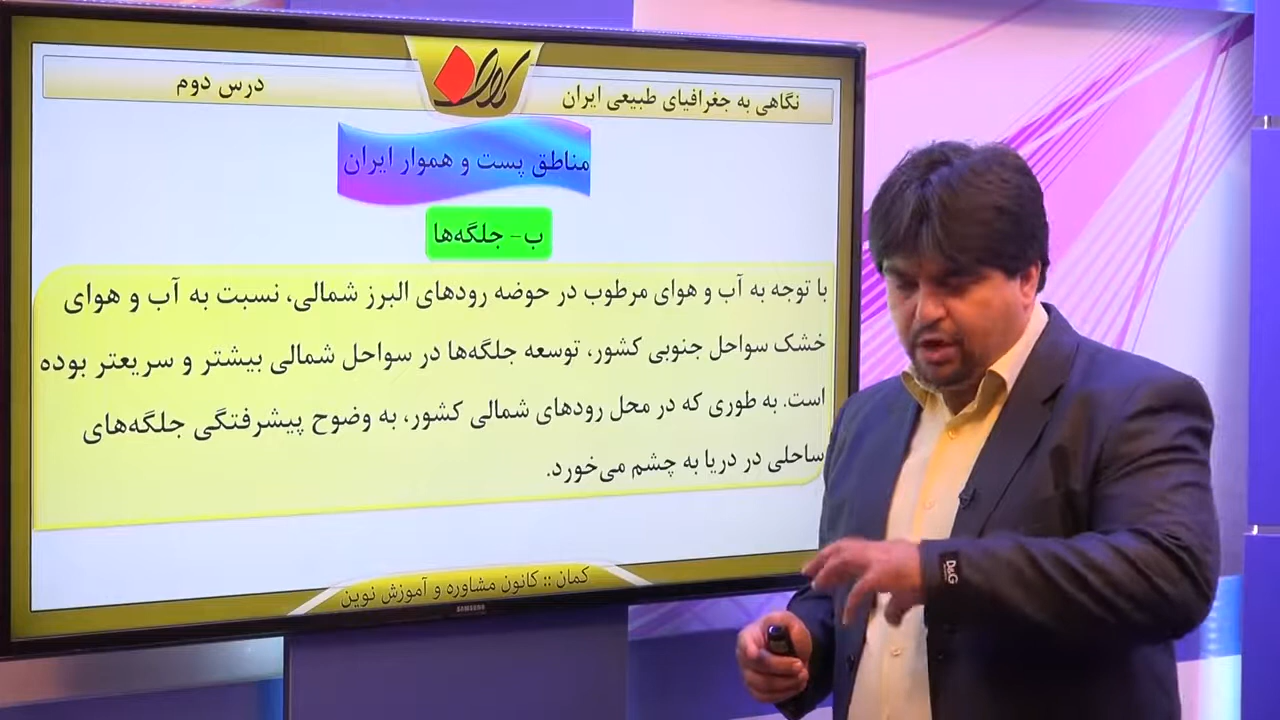 نگاهی به جغرافیای طبیعی ایران
کمان
درس دوم
مناطق پست و هموار ایران
ب- جلگه‌ها
با توجه به آب و هوای مرطوب در حوضه رودهای البرز شمالی، نسبت به آب و هوای
خشک سواحل جنوبی کشور، توسعه جلگه‌ها در سواحل شمالی بیشتر و سریعتر بوده
است. به طوری که در محل رودهای شمالی کشور، به وضوح پیشرفتگی جلگه‌های
ساحلی در دریا به چشم می‌خورد.
کمان :: کانون مشاوره و آموزش نوین
SAMSUNG
D&G